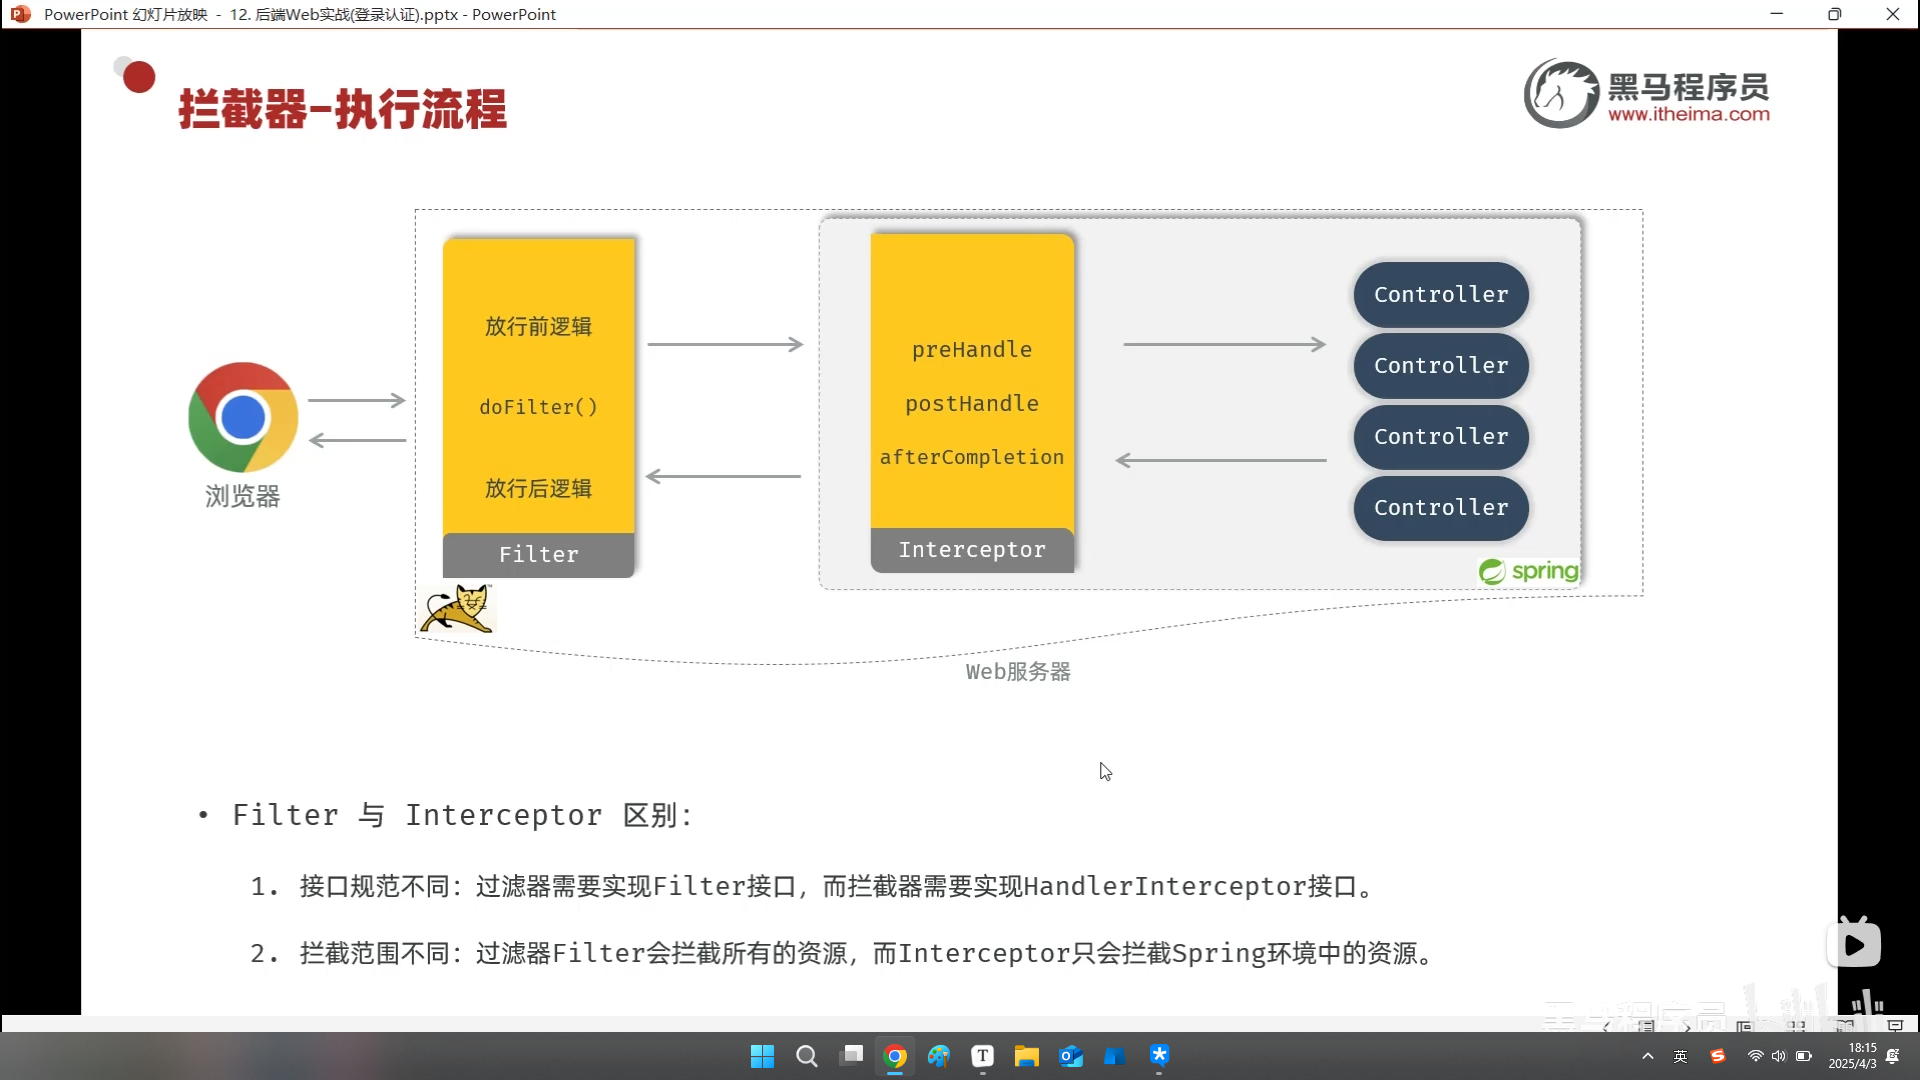 PowerPoint 幻灯片放映 - 12. 后端Web实战(登录认证).pptx - PowerPoint
拦截器-执行流程
黑马程序员
www.itheima.com
浏览器
放行前逻辑
doFilter()
放行后逻辑
Filter
preHandle
postHandle
afterCompletion
Interceptor
Controller
Controller
Controller
Controller
spring
Web服务器
• Filter 与 Interceptor 区别：
1. 接口规范不同：过滤器需要实现Filter接口，而拦截器需要实现HandlerInterceptor接口。
2. 拦截范围不同：过滤器Filter会拦截所有的资源，而Interceptor只会拦截Spring环境中的资源。
黑马程序员
英
18:15
2025/4/3